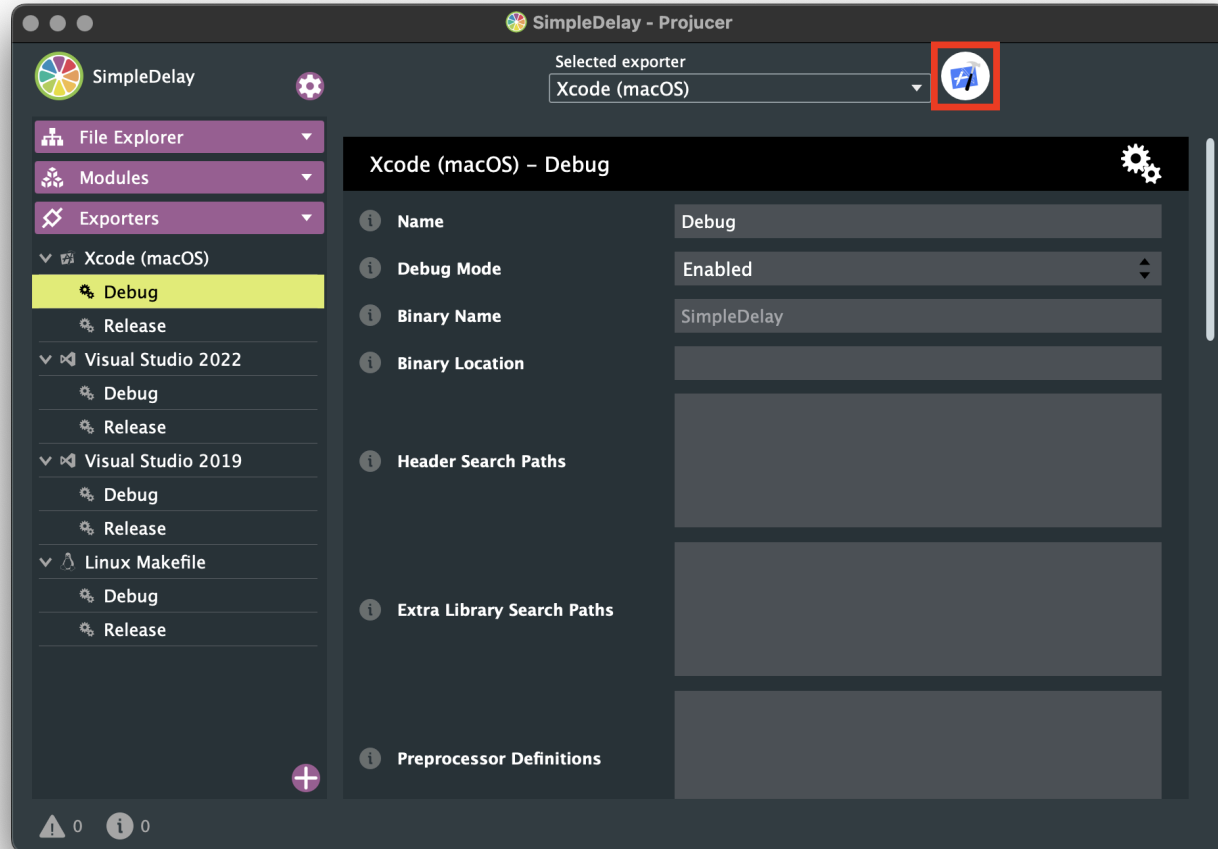 SimpleDelay - Projucer
SimpleDelay
Selected exporter
Xcode (macOS)
File Explorer
Modules
Exporters
Xcode (macOS)
Debug
Release
Visual Studio 2022
Debug
Release
Visual Studio 2019
Debug
Release
Linux Makefile
Debug
Release
Xcode (macOS) – Debug
Name
Debug
Debug Mode
Enabled
Binary Name
SimpleDelay
Binary Location
Header Search Paths
Extra Library Search Paths
Preprocessor Definitions
0
0